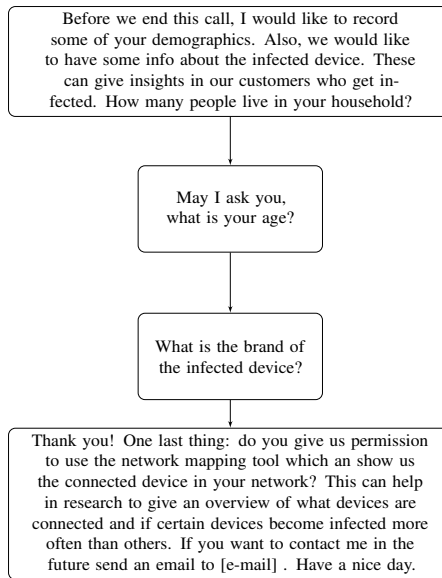 Before we end this call, I would like to record
some of your demographics. Also, we would like
to have some info about the infected device. These
can give insights in our customers who get in-
fected. How many people live in your household?
May I ask you,
what is your age?
What is the brand of
the infected device?
Thank you! One last thing: do you give us permission
to use the network mapping tool which an show us
the connected device in your network? This can help
in research to give an overview of what devices are
connected and if certain devices become infected more
often than others. If you want to contact me in the
future send an email to [e-mail] . Have a nice day.